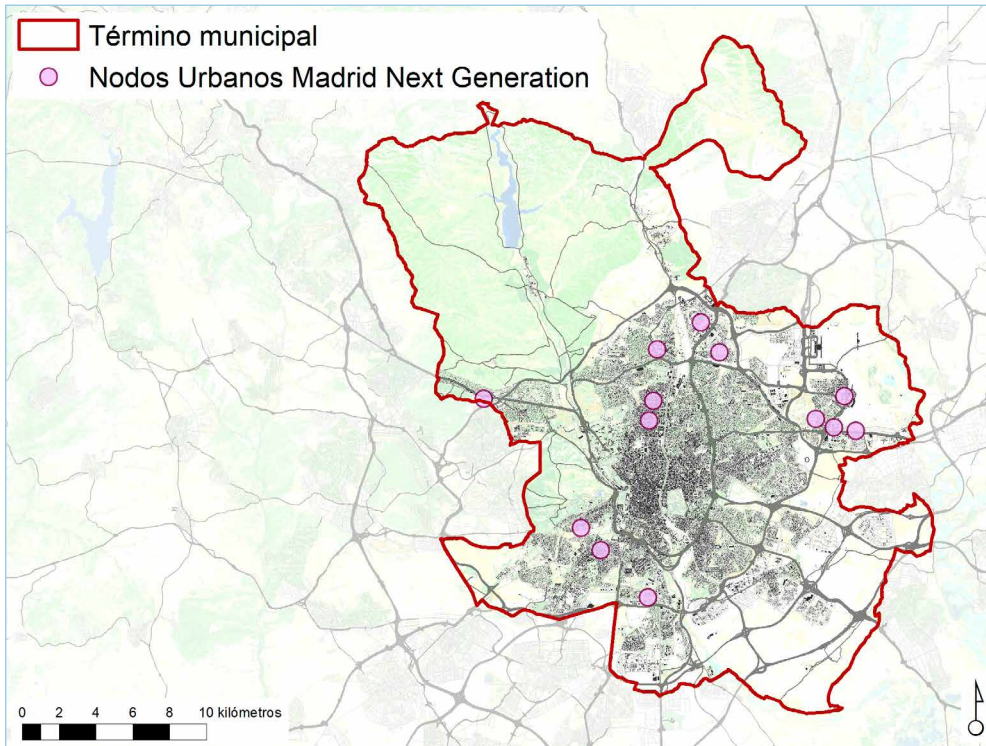 Término municipal
Nodos Urbanos Madrid Next Generation
0 2 4 6 8 10 kilómetros